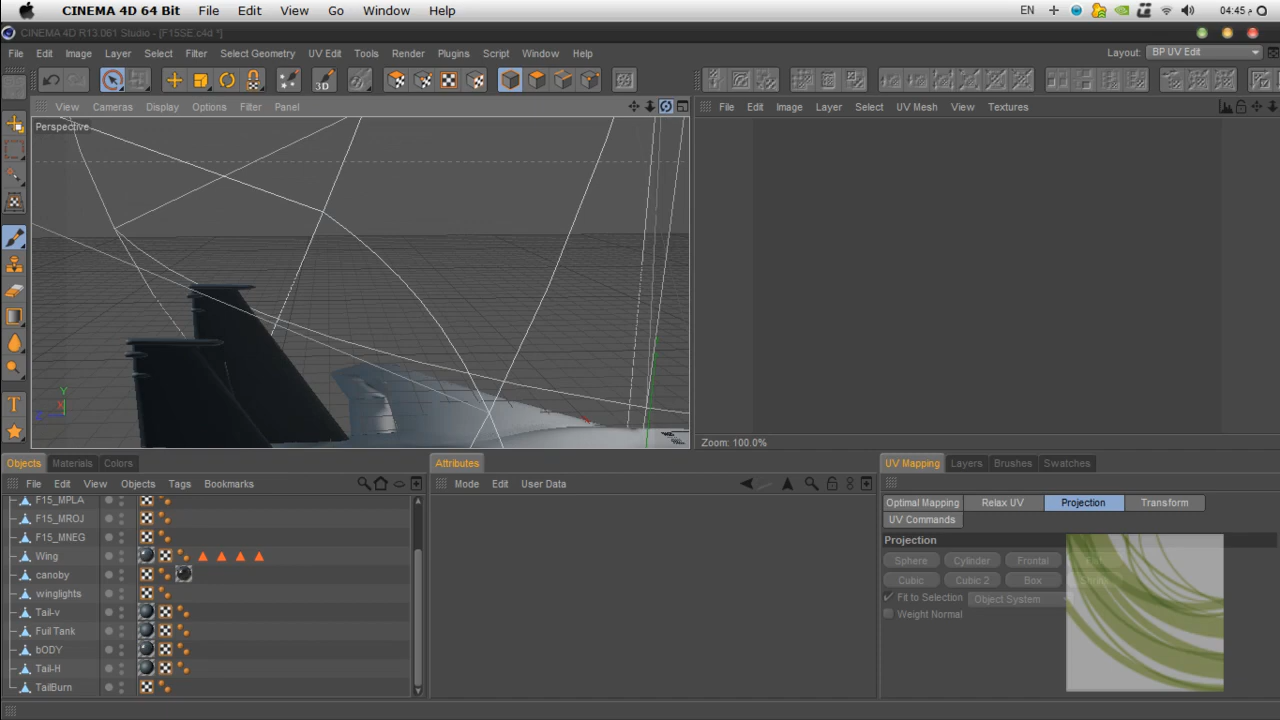 CINEMA 4D 64 Bit File Edit View Go Window Help EN 04:45 م
CINEMA 4D R13.061 Studio - [F15SE.c4d *]
File Edit Image Layer Select Filter Select Geometry UV Edit Tools Render Plugins Script Window Help Layout: BP UV Edit
3D
View Cameras Display Options Filter Panel
File Edit Image Layer Select UV Mesh View Textures
Perspective
Y
X
T
Zoom: 100.0%
Objects Materials Colors
Attributes
UV Mapping Layers Brushes Swatches
File Edit View Objects Tags Bookmarks
Mode Edit User Data
F15_MPLA
F15_MROJ
F15_MNEG
Wing
canoby
winglights
Tail-v
Fuil Tank
bODY
Tail-H
TailBurn
Optimal Mapping Relax UV Projection Transform
UV Commands
Projection
Sphere Cylinder Frontal Flat
Cubic Cubic 2 Box
Fit to Selection Object System
Weight Normal